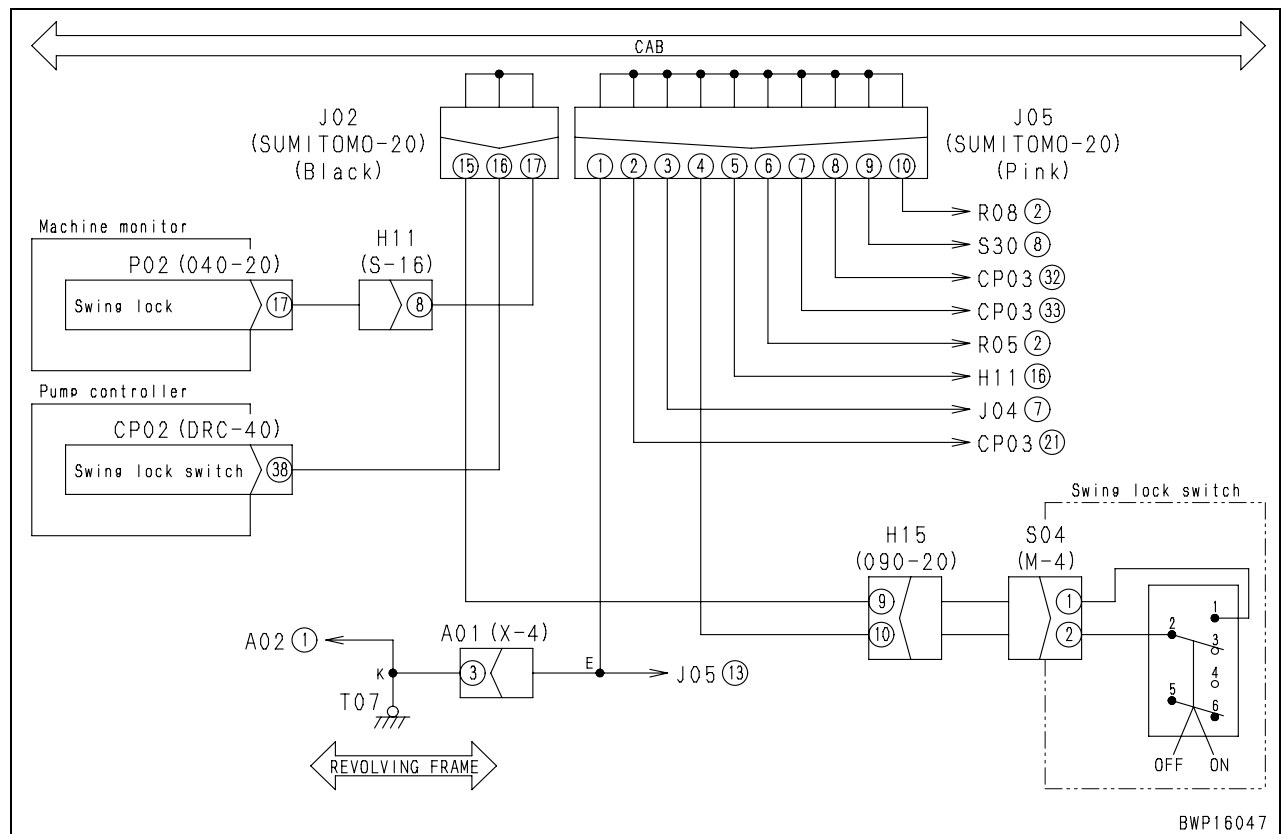 CAB
J02
(SUMITOMO-20)
(Black)
J05
(SUMITOMO-20)
(Pink)
15 16 17
1 2 3 4 5 6 7 8 9 10
R08 2
S30 8
CP03 32
CP03 33
R05 2
H11 16
J04 7
CP03 21
Machine monitor
P02 (040-20)
Swing lock
17
H11
(S-16)
8
Pump controller
CP02 (DRC-40)
Swing lock switch
38
Swing lock switch
H15
(090-20)
9
10
S04
(M-4)
1
2
1
2
3
4
5
6
OFF ON
A02 1
A01 (X-4)
3
K
E
J05 13
T07
REVOLVING FRAME
BWP16047